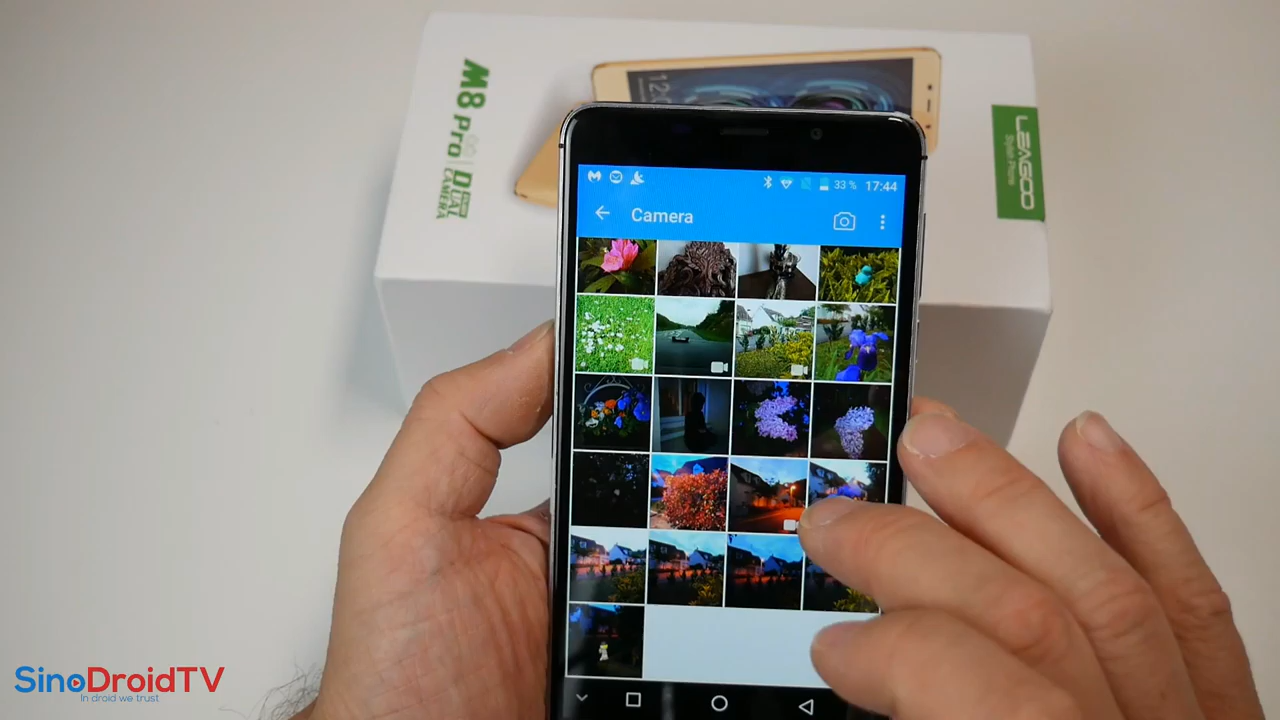 M8 Pro
DUAL
CAMERA
LEAGOO
33 %
17:44
Camera
SinoDroidTV
In droid we trust